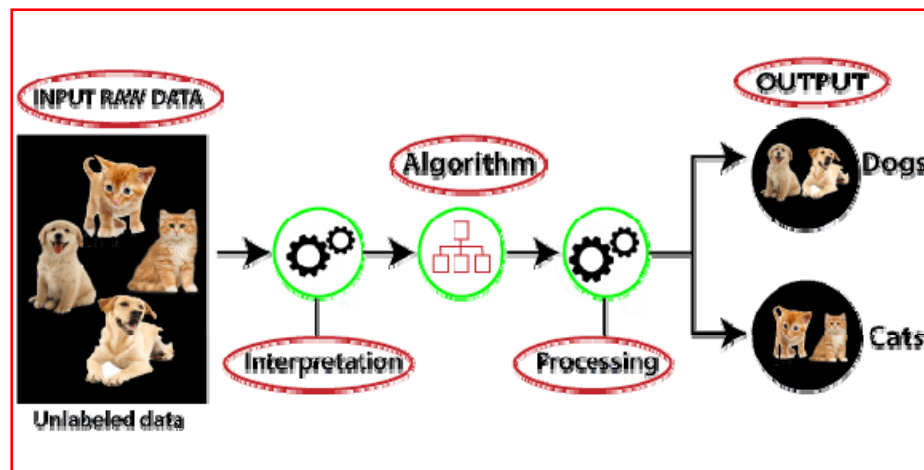 INPUT RAW DATA
Unlabeled data
Interpretation
Algorithm
Processing
OUTPUT
Dogs
Cats